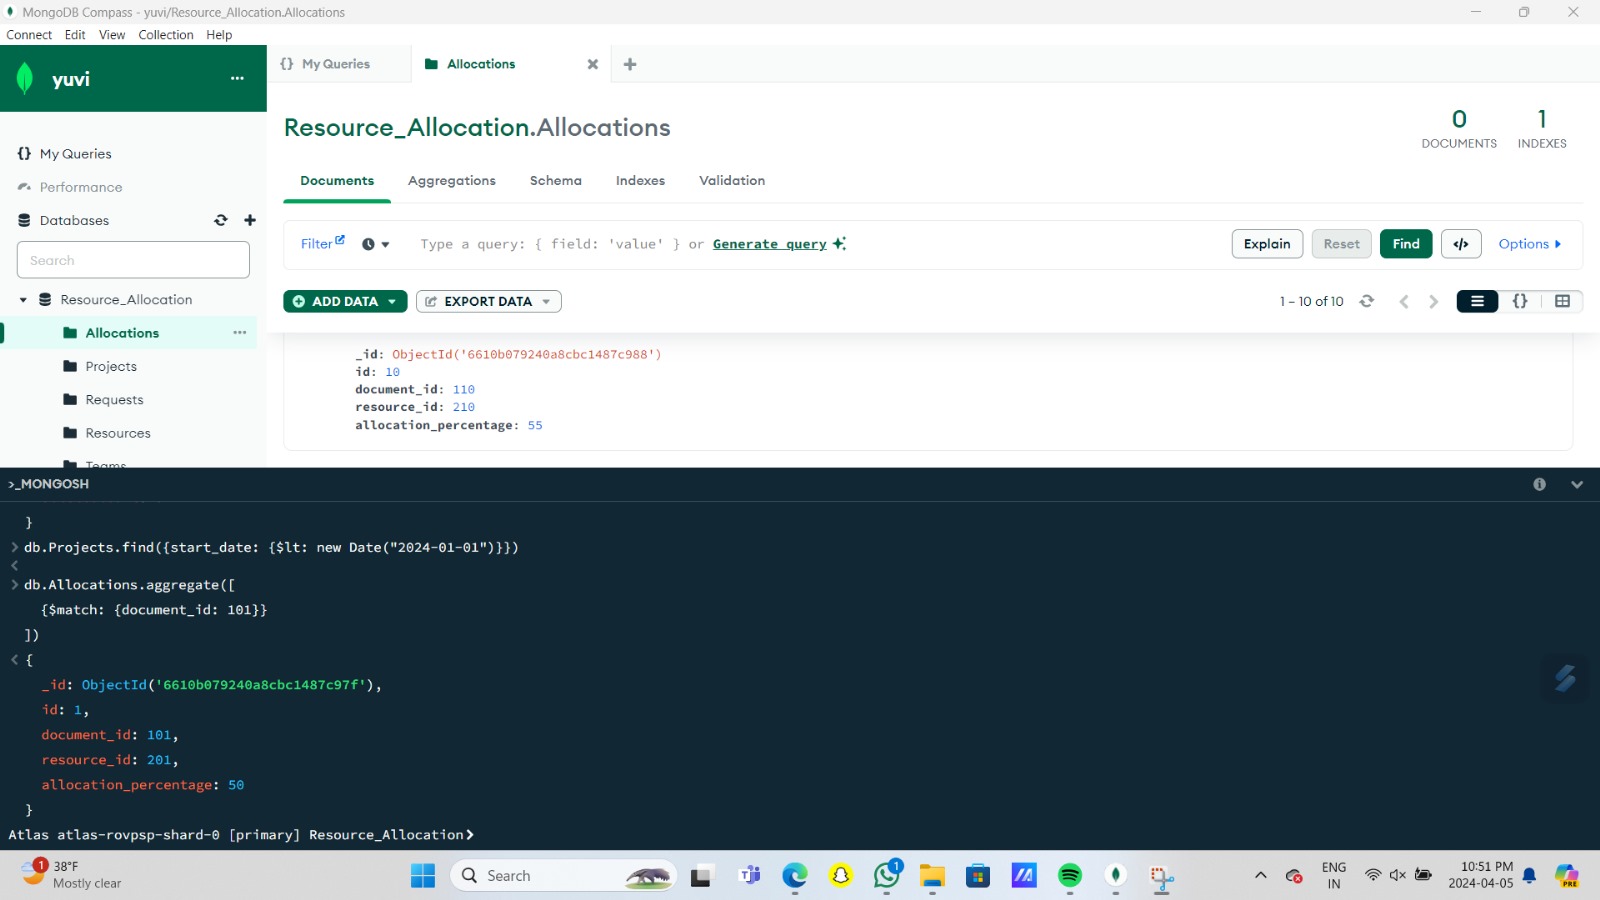 MongoDB Compass - yuvi/Resource_Allocation.Allocations
Connect Edit View Collection Help
yuvi
{} My Queries
Allocations
Resource_Allocation.Allocations
0
DOCUMENTS
1
INDEXES
{} My Queries
Performance
Databases
Search
Resource_Allocation
Allocations
Projects
Requests
Resources
Teams
Documents Aggregations Schema Indexes Validation
Filter
Type a query: { field: 'value' } or Generate query
Explain Reset Find </> Options
ADD DATA EXPORT DATA
1 – 10 of 10
{}
_id: ObjectId('6610b079240a8cbc1487c988')
id: 10
document_id: 110
resource_id: 210
allocation_percentage: 55
>_MONGOSH
}
> db.Projects.find({start_date: {$lt: new Date("2024-01-01")}})
<
> db.Allocations.aggregate([
{$match: {document_id: 101}}
])
< {
_id: ObjectId('6610b079240a8cbc1487c97f'),
id: 1,
document_id: 101,
resource_id: 201,
allocation_percentage: 50
}
Atlas atlas-rovpsp-shard-0 [primary] Resource_Allocation>
1
38°F
Mostly clear
Search
1
ENG
IN
10:51 PM
2024-04-05
PRE